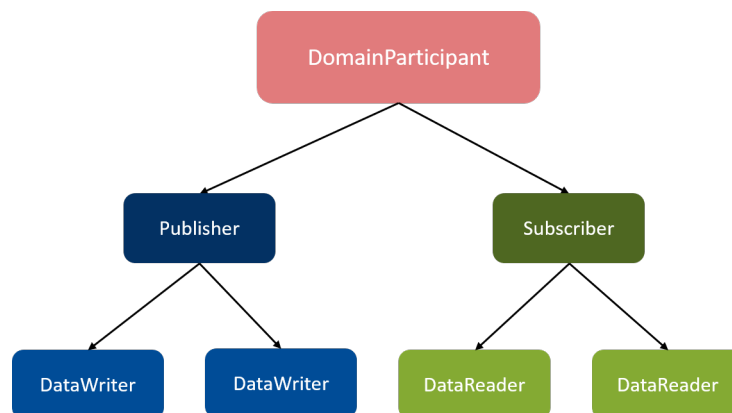 DomainParticipant
Publisher
Subscriber
DataWriter
DataWriter
DataReader
DataReader